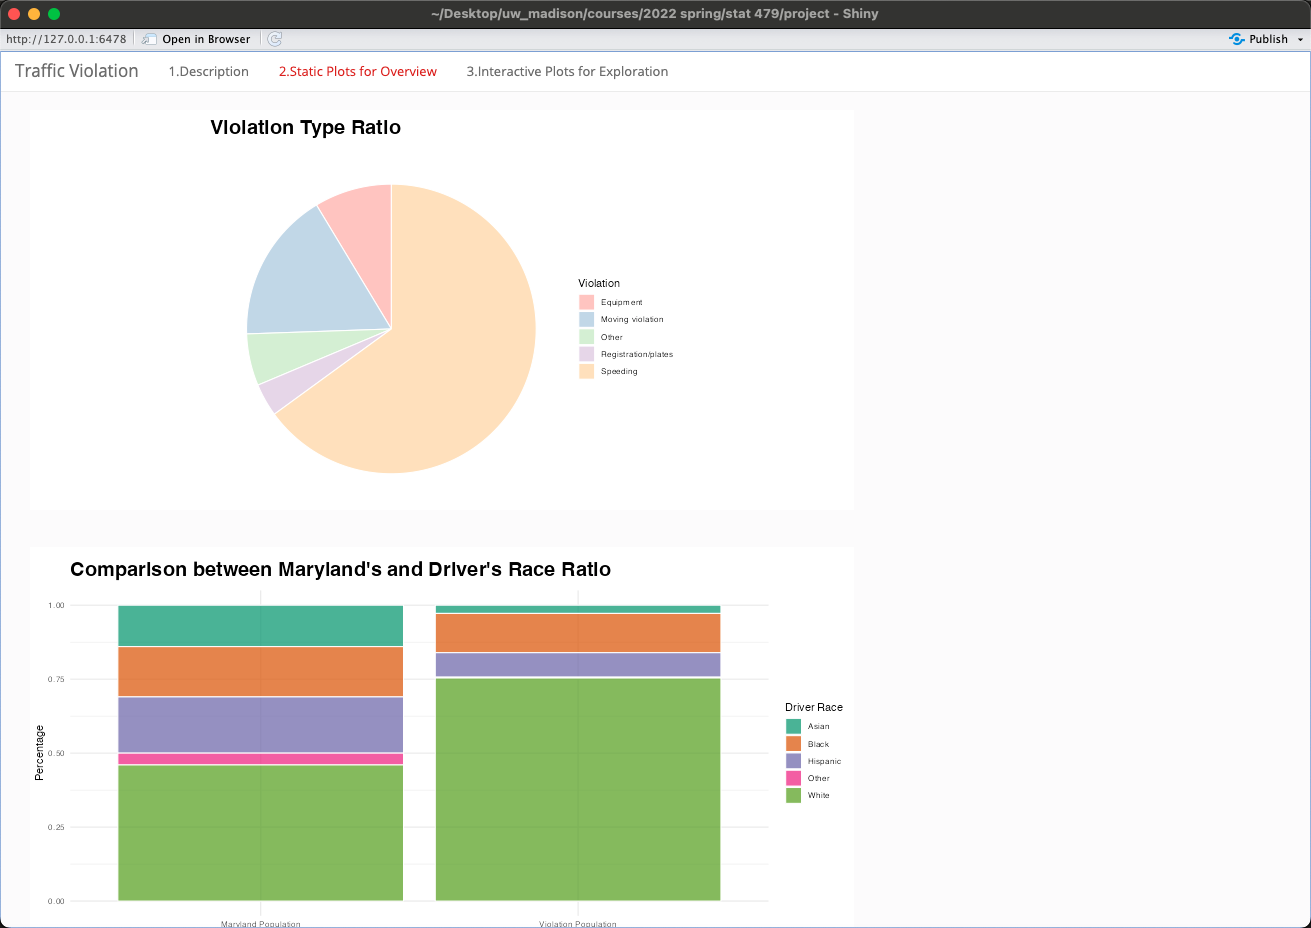 ~/Desktop/uw_madison/courses/2022 spring/stat 479/project - Shiny
http://127.0.0.1:6478 Open in Browser Publish
Traffic Violation 1.Description 2.Static Plots for Overview 3.Interactive Plots for Exploration
Violation Type Ratio
Violation
Equipment
Moving violation
Other
Registration/plates
Speeding
Comparison between Maryland's and Driver's Race Ratio
Percentage
1.00
0.75
0.50
0.25
0.00
Maryland Population Violation Population
Driver Race
Asian
Black
Hispanic
Other
White